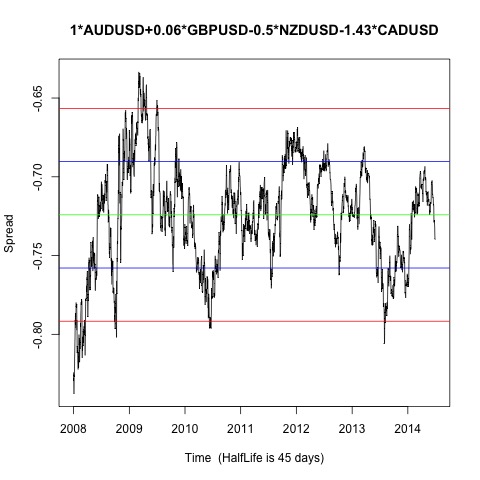 1*AUDUSD+0.06*GBPUSD-0.5*NZDUSD-1.43*CADUSD
-0.65
-0.70
-0.75
-0.80
Spread
2008 2009 2010 2011 2012 2013 2014
Time (HalfLife is 45 days)